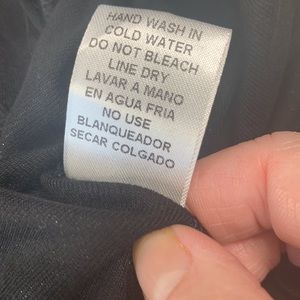 HAND WASH IN
COLD WATER
DO NOT BLEACH
LINE DRY
LAVAR A MANO
EN AGUA FRIA
NO USE
BLANQUEADOR
SECAR COLGADO